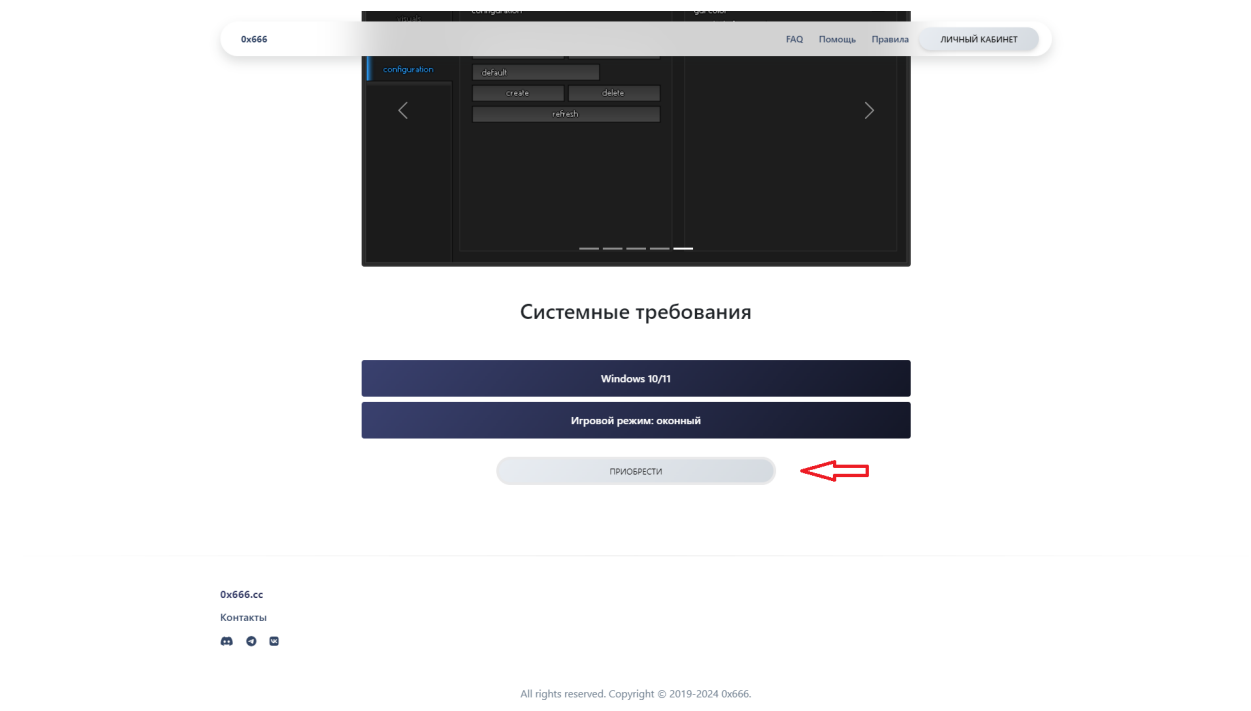 0x666
FAQ Помощь Правила ЛИЧНЫЙ КАБИНЕТ
configuration
default
create delete
refresh
Системные требования
Windows 10/11
Игровой режим: оконный
ПРИОБРЕСТИ
0x666.cc
Контакты
All rights reserved. Copyright © 2019-2024 0x666.